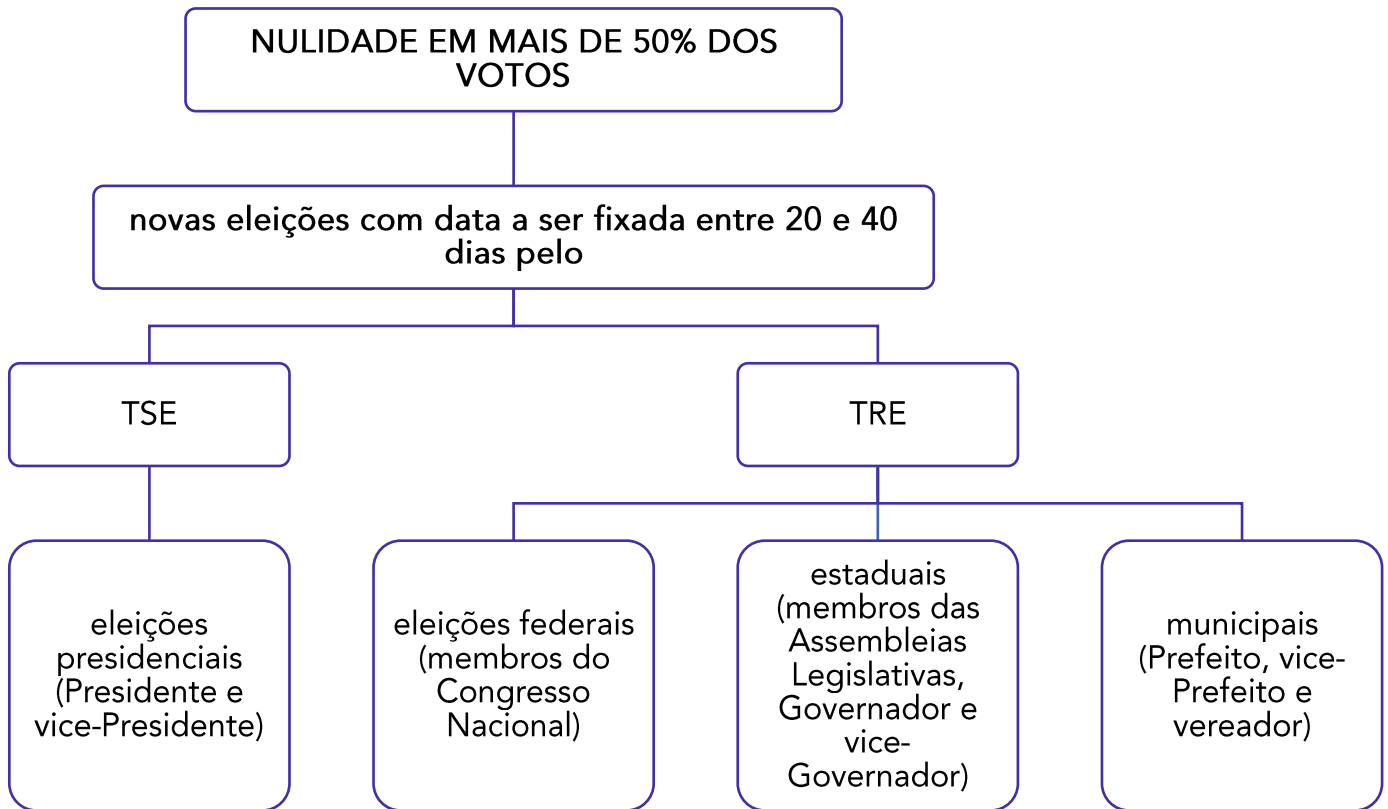 NULIDADE EM MAIS DE 50% DOS
VOTOS
novas eleições com data a ser fixada entre 20 e 40
dias pelo
TSE
TRE
eleições
presidenciais
(Presidente e
vice-Presidente)
eleições federais
(membros do
Congresso
Nacional)
estaduais
(membros das
Assembleias
Legislativas,
Governador e
vice-
Governador)
municipais
(Prefeito, vice-
Prefeito e
vereador)